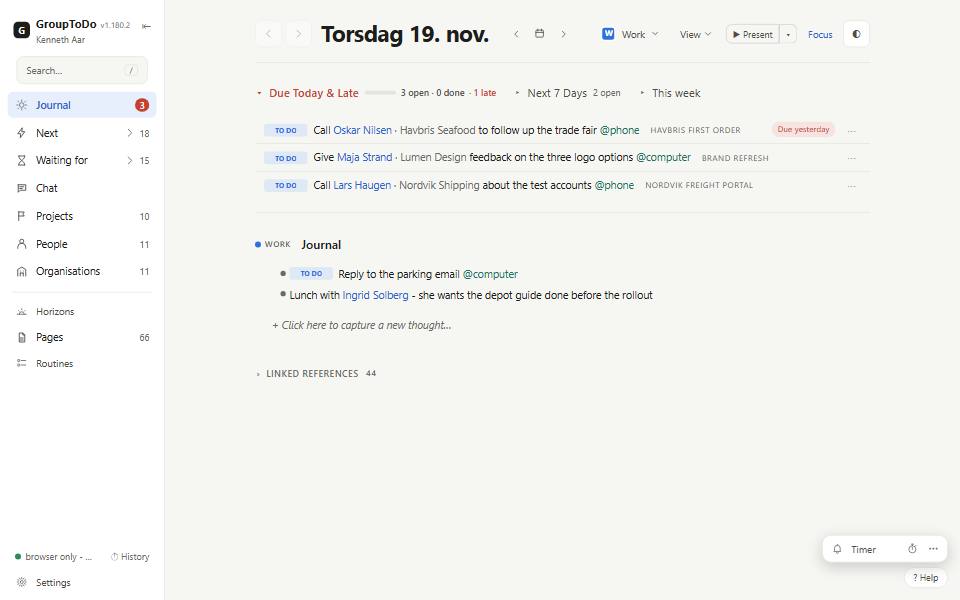 G GroupToDo v1.180.2
Kenneth Aar
Search... /
Journal 3
Next 18
Waiting for 15
Chat
Projects 10
People 11
Organisations 11
Horizons
Pages 66
Routines
browser only - ... History
Settings
Torsdag 19. nov.
W Work View Present Focus
Due Today & Late 3 open · 0 done · 1 late Next 7 Days 2 open This week
TO DO Call Oskar Nilsen · Havbris Seafood to follow up the trade fair @phone HAVBRIS FIRST ORDER Due yesterday ...
TO DO Give Maja Strand · Lumen Design feedback on the three logo options @computer BRAND REFRESH ...
TO DO Call Lars Haugen · Nordvik Shipping about the test accounts @phone NORDVIK FREIGHT PORTAL ...
WORK Journal
TO DO Reply to the parking email @computer
Lunch with Ingrid Solberg - she wants the depot guide done before the rollout
+ Click here to capture a new thought...
LINKED REFERENCES 44
Timer ...
? Help